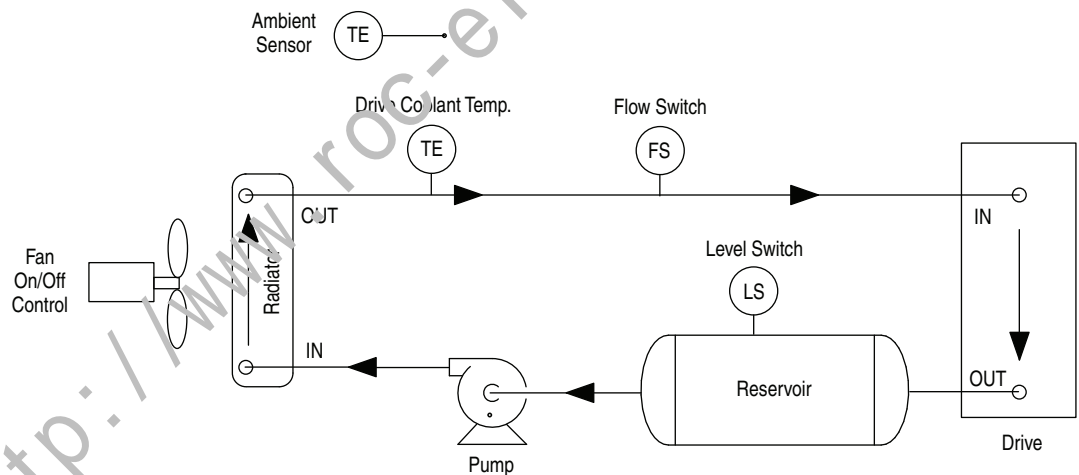 Ambient
Sensor
TE
Drive Coolant Temp.
TE
Flow Switch
FS
OUT
IN
Fan
On/Off
Control
Radiator
Level Switch
LS
IN
Reservoir
OUT
Pump
Drive